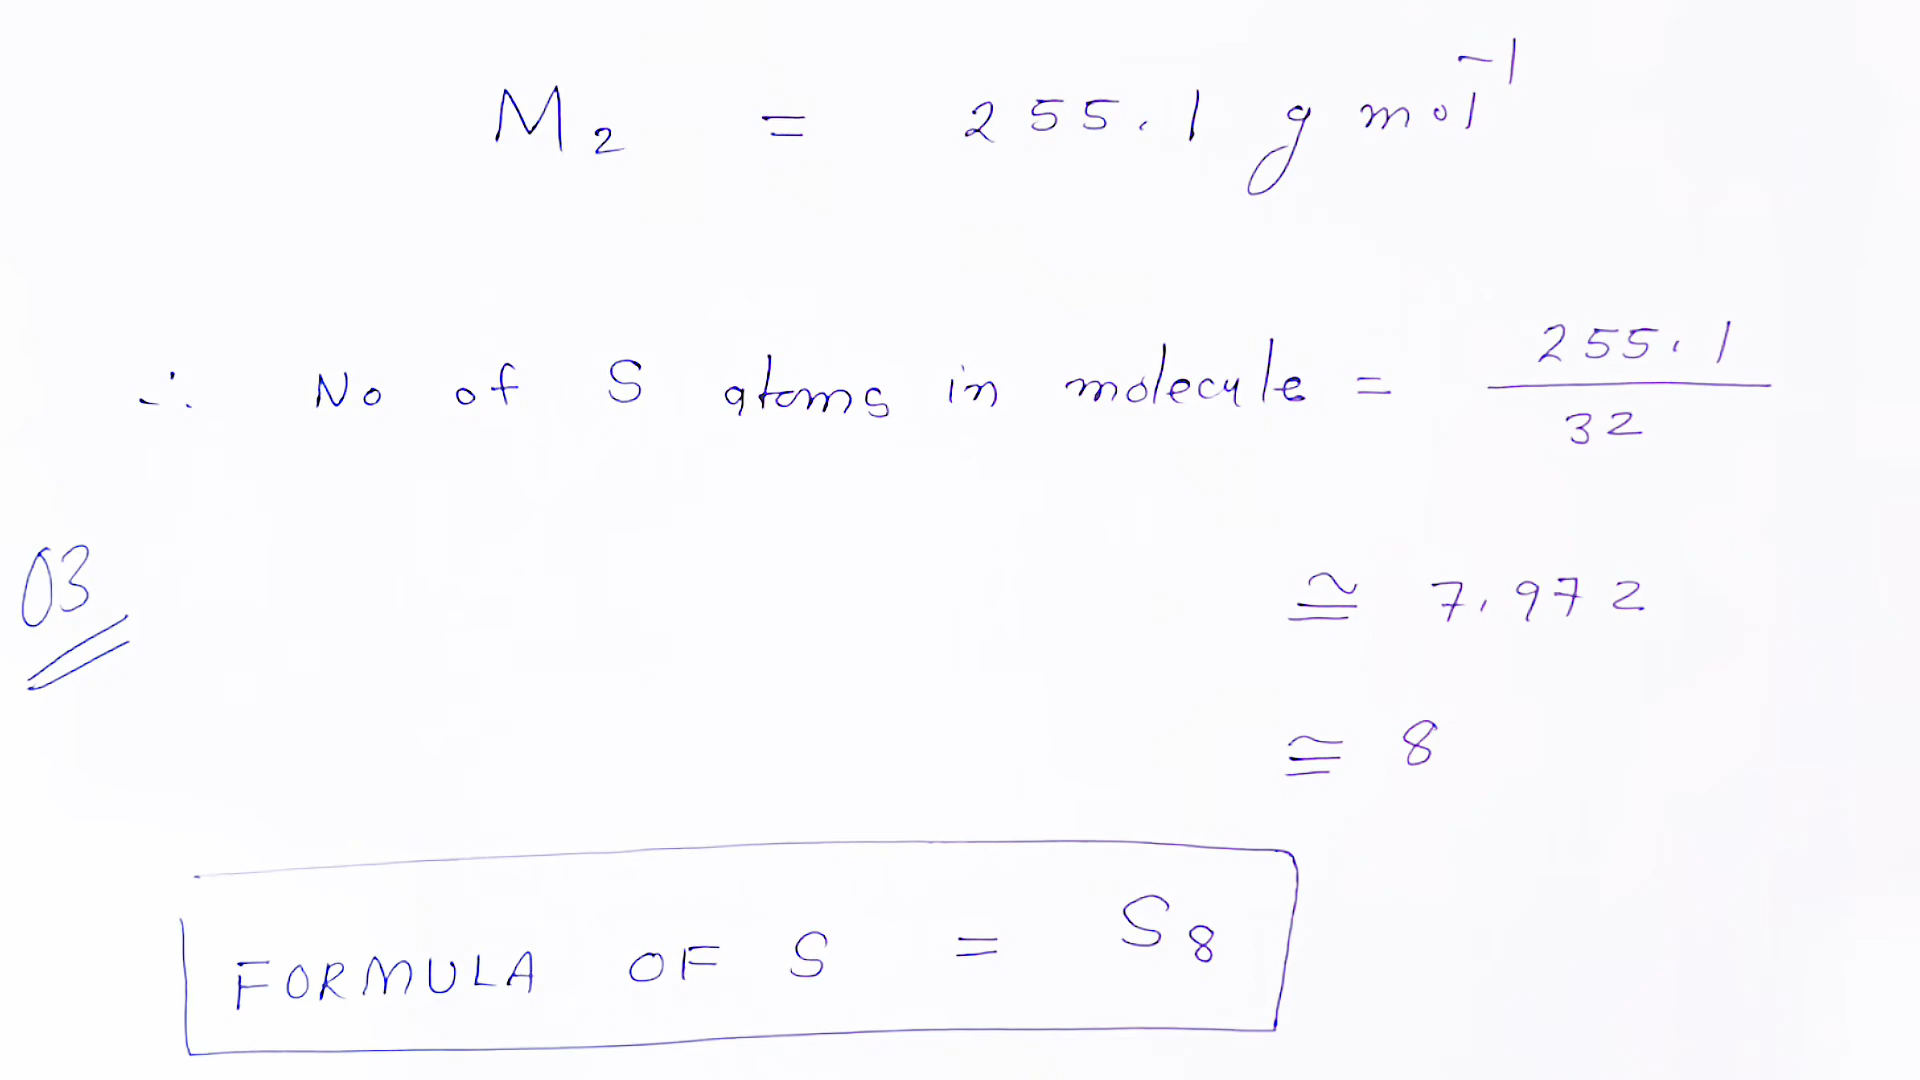 M₂ = 255.1 g mol⁻¹
∴ No of S atoms in molecule = 255.1 / 32
≅ 7.972
03
≅ 8
FORMULA OF S = S₈